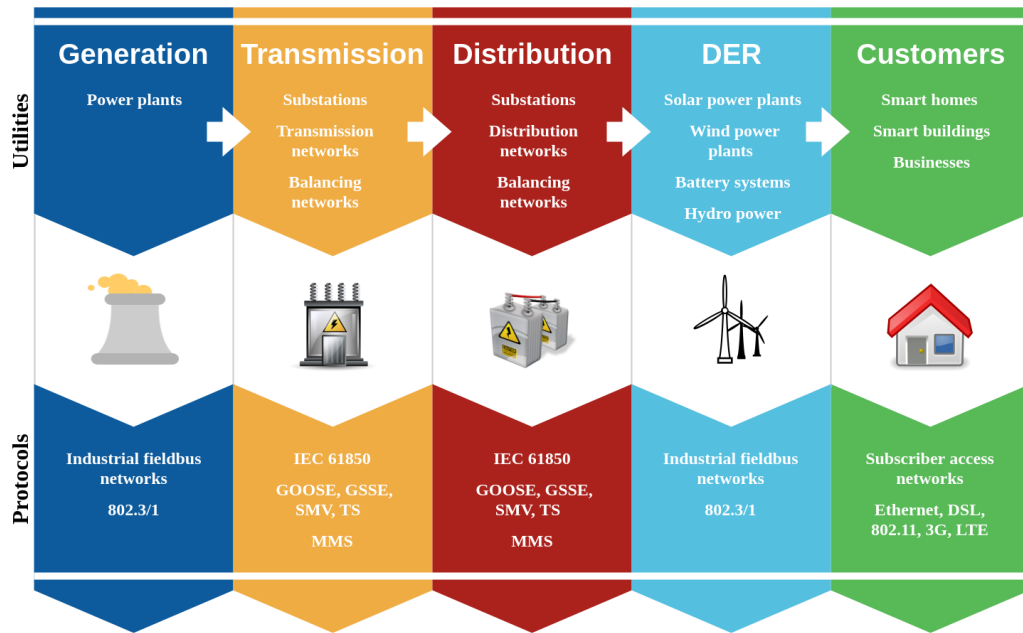 Utilities
Generation
Power plants
Transmission
Substations
Transmission
networks
Balancing
networks
Distribution
Substations
Distribution
networks
Balancing
networks
DER
Solar power plants
Wind power
plants
Battery systems
Hydro power
Customers
Smart homes
Smart buildings
Businesses
Protocols
Industrial fieldbus
networks
802.3/1
IEC 61850
GOOSE, GSSE,
SMV, TS
MMS
IEC 61850
GOOSE, GSSE,
SMV, TS
MMS
Industrial fieldbus
networks
802.3/1
Subscriber access
networks
Ethernet, DSL,
802.11, 3G, LTE